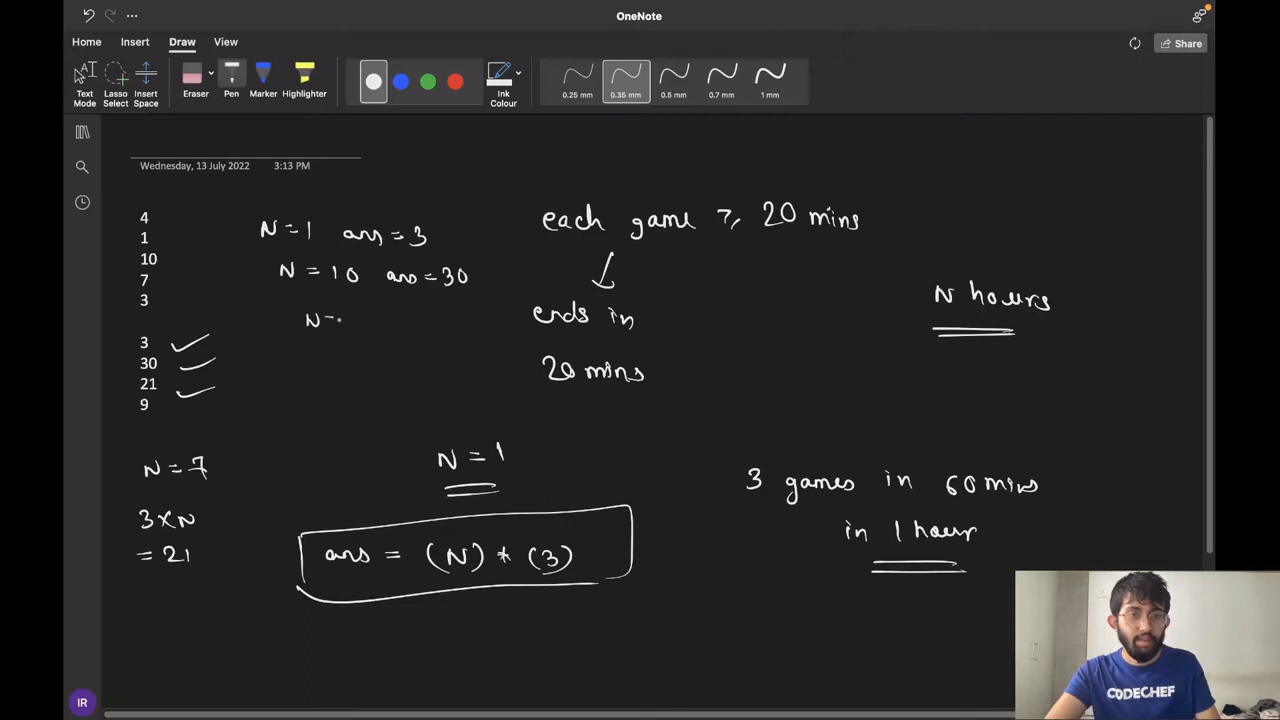 OneNote
Home Insert Draw View
Share
Text Mode
Lasso Select
Insert Space
Eraser
Pen
Marker
Highlighter
Ink Colour
0.25 mm
0.35 mm
0.5 mm
0.7 mm
1 mm
Wednesday, 13 July 2022 3:13 PM
4
1
10
7
3
3
30
21
9
N = 1 ans = 3
N = 10 ans = 30
N =
each game ≥ 20 mins
ends in
20 mins
N hours
N = 7
3 × N
= 21
N = 1
ans = (N) * (3)
3 games in 60 mins
in 1 hour
IR
CODECHEF